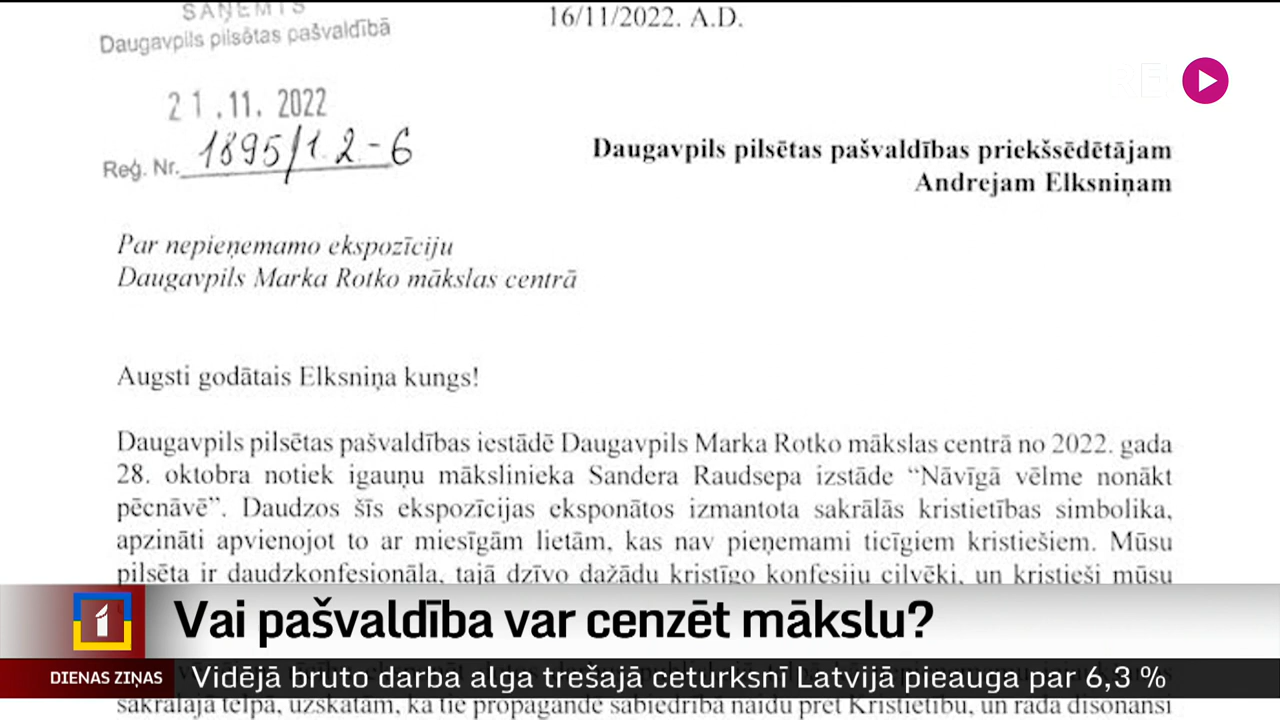 SAŅEMTS
Daugavpils pilsētas pašvaldībā
16/11/2022. A.D.
21.11. 2022
Reģ. Nr. 1895/1.2-6
Daugavpils pilsētas pašvaldības priekšsēdētājam
Andrejam Elksniņam
Par nepieņemamo ekspozīciju
Daugavpils Marka Rotko mākslas centrā
Augsti godātais Elksniņa kungs!
Daugavpils pilsētas pašvaldības iestādē Daugavpils Marka Rotko mākslas centrā no 2022. gada
28. oktobra notiek igauņu mākslinieka Sandera Raudsepa izstāde “Nāvīgā vēlme nonākt
pēcnāvē”. Daudzos šīs ekspozīcijas eksponātos izmantota sakrālās kristietības simbolika,
apzināti apvienojot to ar miesīgām lietām, kas nav pieņemami ticīgiem kristiešiem. Mūsu
pilsēta ir daudzkonfesionāla, tajā dzīvo dažādu kristīgo konfesiju cilvēki, un kristieši mūsu
1
Vai pašvaldība var cenzēt mākslu?
DIENAS ZIŅAS
Vidējā bruto darba alga trešajā ceturksnī Latvijā pieauga par 6,3 %
sakrālajā telpā, uzskatām, ka tie propagandē sabiedrībā naidu pret Kristietību, un rada disonansi